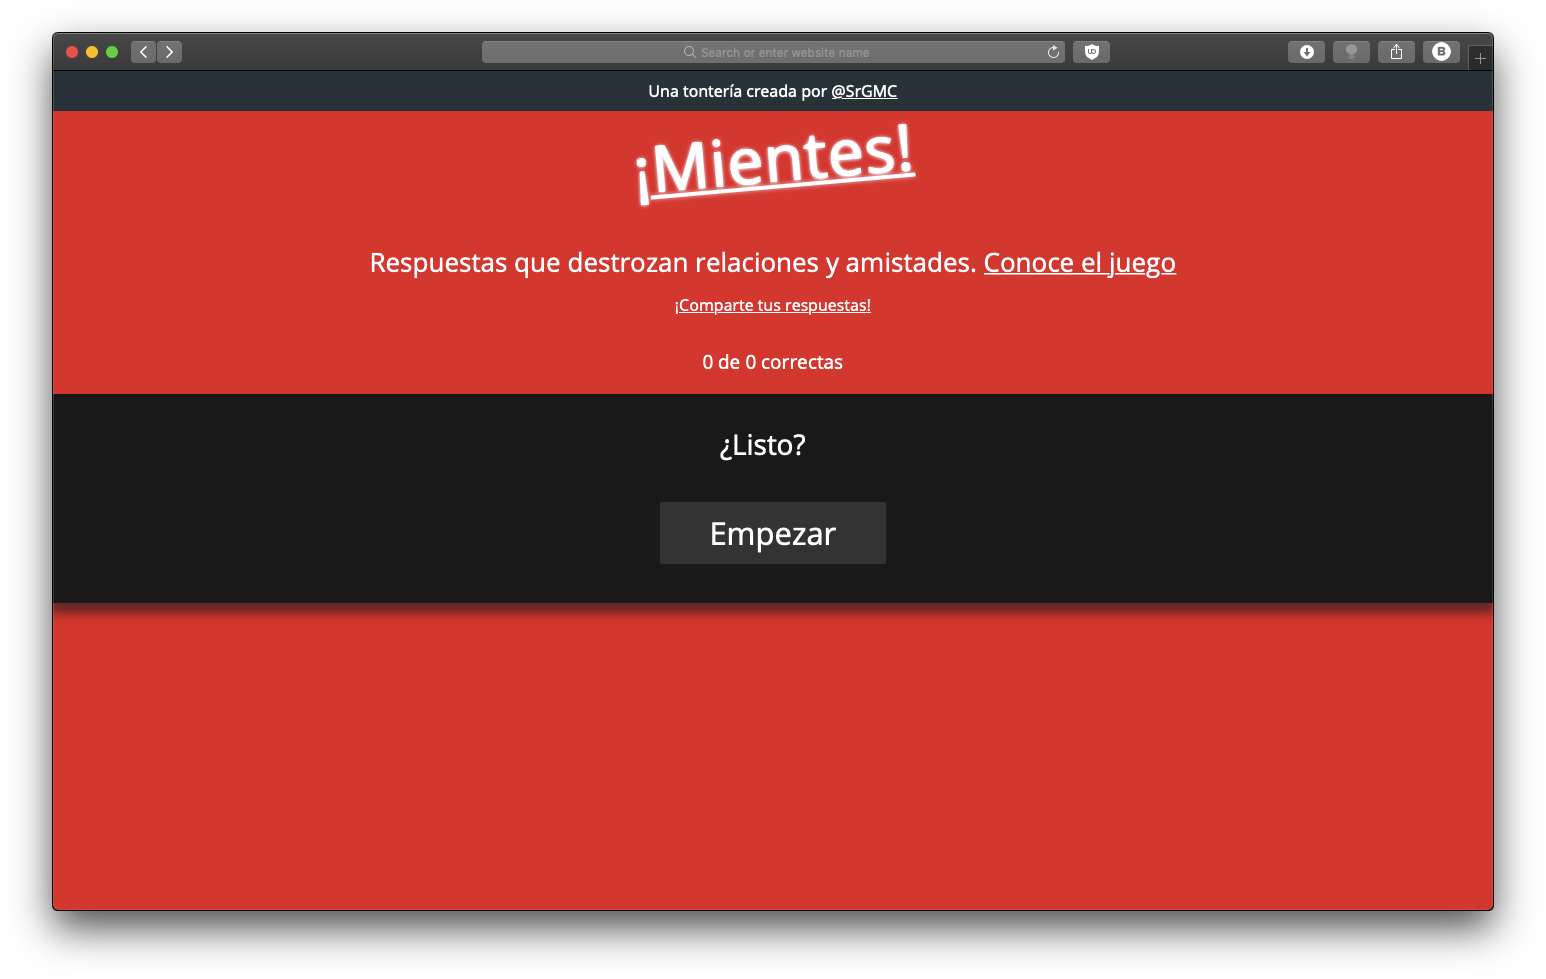 Search or enter website name
Una tontería creada por @SrGMC
¡Mientes!
Respuestas que destrozan relaciones y amistades. Conoce el juego
¡Comparte tus respuestas!
0 de 0 correctas
¿Listo?
Empezar